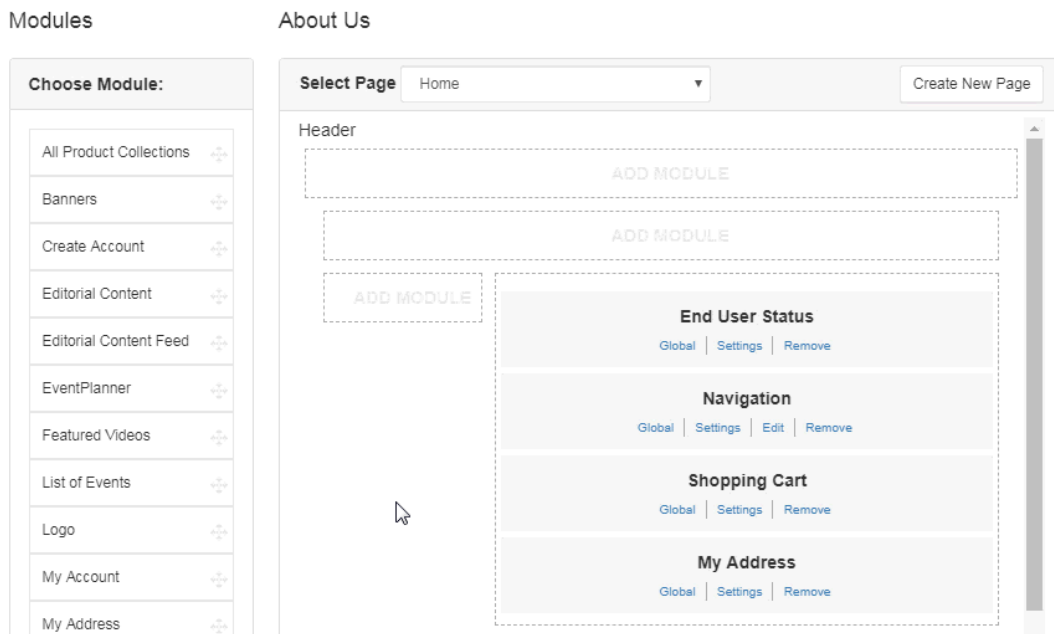 Modules
About Us
Choose Module:
Select Page Home Create New Page
All Product Collections
Banners
Create Account
Editorial Content
Editorial Content Feed
EventPlanner
Featured Videos
List of Events
Logo
My Account
My Address
Header
ADD MODULE
ADD MODULE
ADD MODULE
End User Status
Global Settings Remove
Navigation
Global Settings Edit Remove
Shopping Cart
Global Settings Remove
My Address
Global Settings Remove